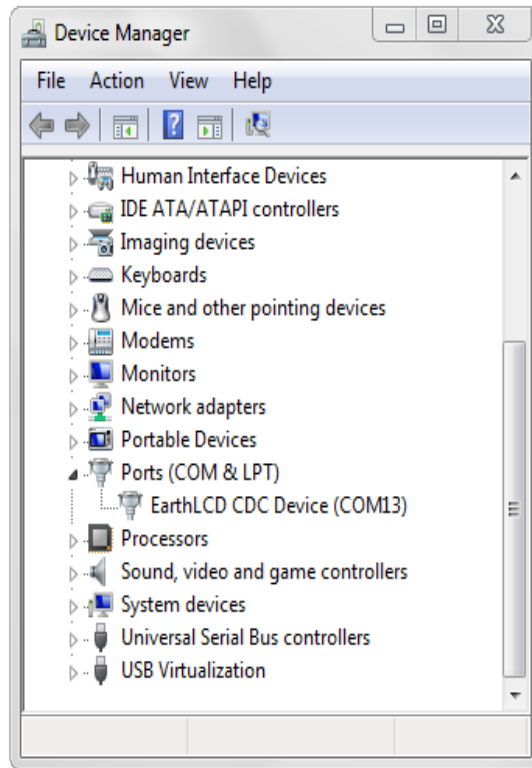 Device Manager
File Action View Help
Human Interface Devices
IDE ATA/ATAPI controllers
Imaging devices
Keyboards
Mice and other pointing devices
Modems
Monitors
Network adapters
Portable Devices
Ports (COM & LPT)
EarthLCD CDC Device (COM13)
Processors
Sound, video and game controllers
System devices
Universal Serial Bus controllers
USB Virtualization